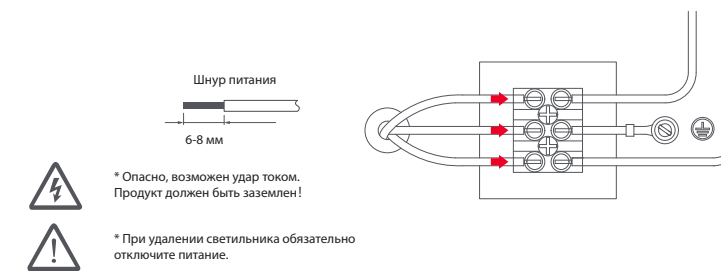 Шнур питания
6-8 мм
* Опасно, возможен удар током.
Продукт должен быть заземлен!
* При удалении светильника обязательно
отключите питание.